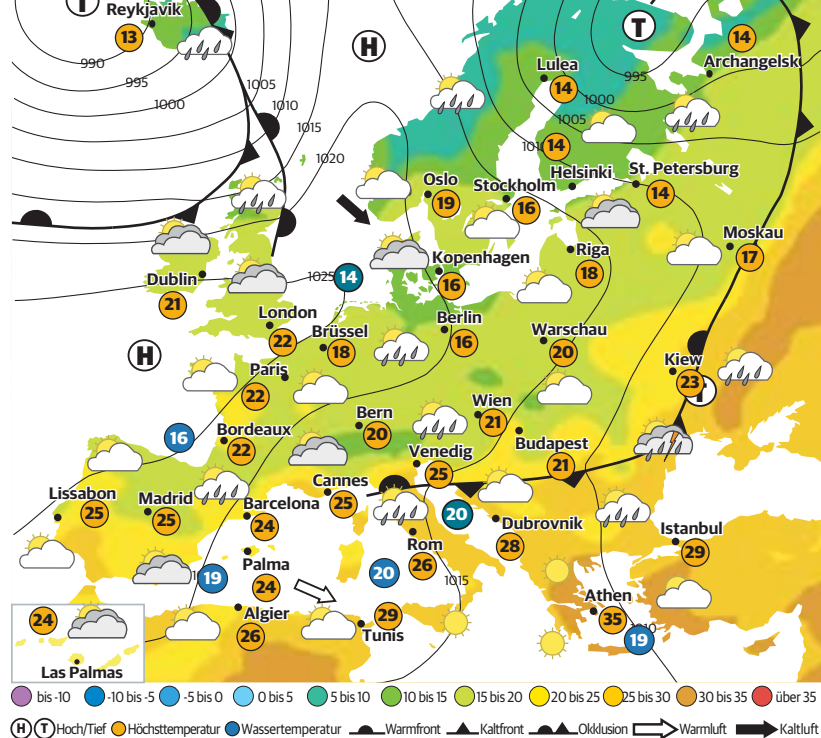 T
Reykjavik
13
990
995
1000
1005
1010
1015
1020
H
T
14
Archangelsk
995
Lulea
14
1000
1005
14
Helsinki
St. Petersburg
14
Oslo
19
Stockholm
16
Moskau
17
Riga
18
Kopenhagen
16
1025
14
Dublin
21
London
22
Brüssel
18
Berlin
16
Warschau
20
H
Paris
22
Kiew
23
T
Bern
20
Wien
21
Budapest
21
16
Bordeaux
22
Venedig
25
Cannes
25
Lissabon
25
Madrid
25
Barcelona
24
20
Dubrovnik
28
Istanbul
29
Rom
26
Palma
24
19
20
1015
Algier
26
29
Tunis
Athen
35
19
24
Las Palmas
bis -10
-10 bis -5
-5 bis 0
0 bis 5
5 bis 10
10 bis 15
15 bis 20
20 bis 25
25 bis 30
30 bis 35
über 35
H T Hoch/Tief
Höchsttemperatur
Wassertemperatur
Warmfront
Kaltfront
Okklusion
Warmluft
Kaltluft